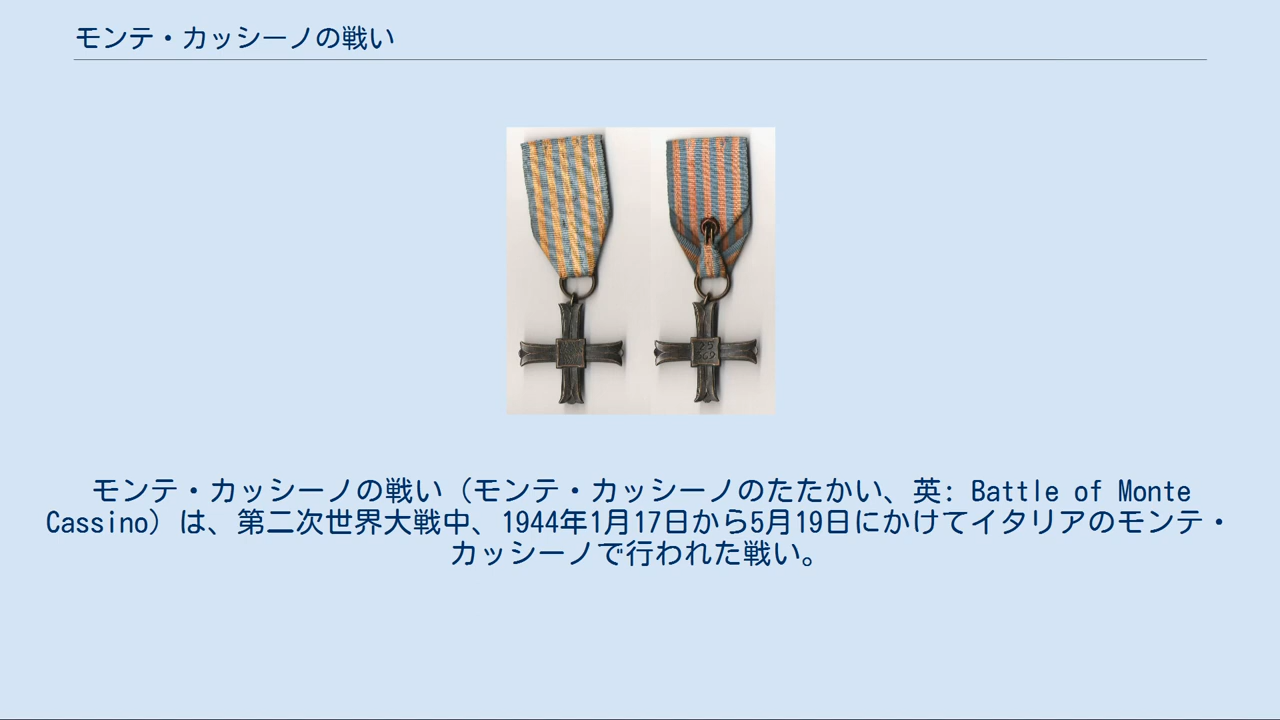 モンテ・カッシーノの戦い
モンテ・カッシーノの戦い（モンテ・カッシーノのたたかい、英: Battle of Monte
Cassino）は、第二次世界大戦中、1944年1月17日から5月19日にかけてイタリアのモンテ・
カッシーノで行われた戦い。